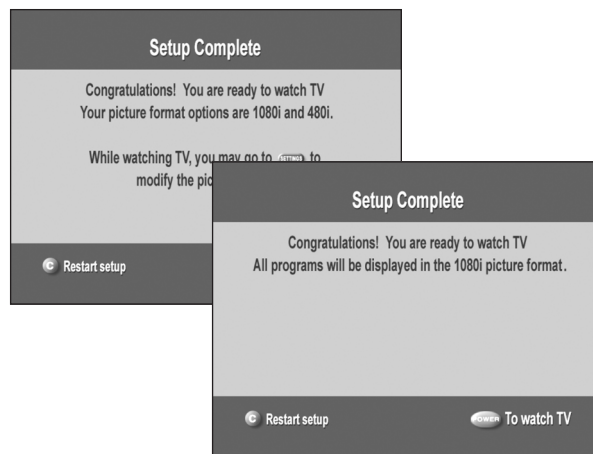 Setup Complete
Congratulations! You are ready to watch TV
Your picture format options are 1080i and 480i.
While watching TV, you may go to to
modify the
C Restart setup
Setup Complete
Congratulations! You are ready to watch TV
All programs will be displayed in the 1080i picture format.
C Restart setup
POWER To watch TV